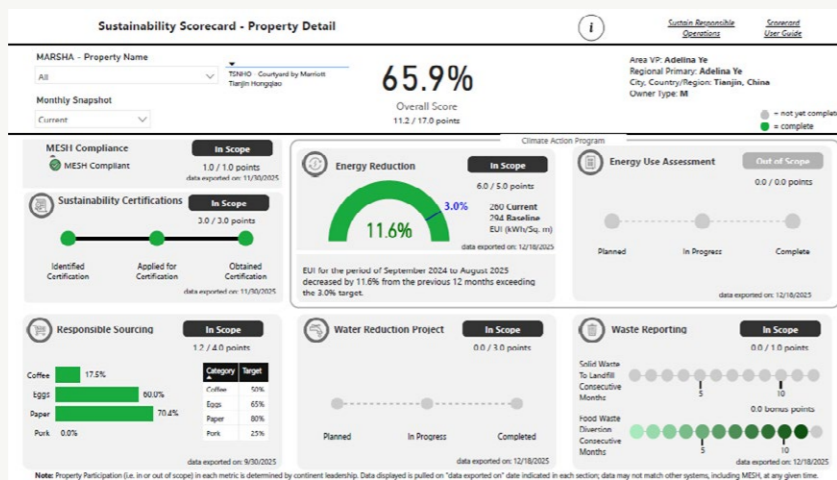 Sustainability Scorecard - Property Detail
i
Sustain Responsible
Operations
Scorecard
User Guide
MARSHA - Property Name
All
TSNHO - Courtyard by Marriott
Tianjin Hongqiao
Monthly Snapshot
Current
65.9%
Overall Score
11.2 / 17.0 points
Area VP: Adelina Ye
Regional Primary: Adelina Ye
City, Country/Region: Tianjin, China
Owner Type: M
= not yet complete
= complete
MESH Compliance
In Scope
MESH Compliant
1.0 / 1.0 points
data exported on: 11/30/2025
Sustainability Certifications
In Scope
3.0 / 3.0 points
Identified
Certification
Applied for
Certification
Obtained
Certification
data exported on: 11/30/2025
Climate Action Program
Energy Reduction
In Scope
6.0 / 5.0 points
3.0%
11.6%
260 Current
294 Baseline
EUI (kWh/Sq. m)
data exported on: 12/18/2025
EUI for the period of September 2024 to August 2025
decreased by 11.6% from the previous 12 months exceeding
the 3.0% target.
Energy Use Assessment
Out of Scope
0.0 / 0.0 points
Planned
In Progress
Complete
data exported on: 12/18/2025
Responsible Sourcing
In Scope
1.2 / 4.0 points
Coffee 17.5%
Eggs 60.0%
Paper 70.4%
Pork 0.0%
Category Target
Coffee 50%
Eggs 65%
Paper 80%
Pork 25%
data exported on: 9/30/2025
Water Reduction Project
In Scope
0.0 / 3.0 points
Planned
In Progress
Completed
data exported on: 12/18/2025
Waste Reporting
In Scope
0.0 / 1.0 points
Solid Waste
To Landfill
Consecutive
Months
5
10
0.0 bonus points
Food Waste
Diversion
Consecutive
Months
5
10
data exported on: 12/18/2025
Note: Property Participation (i.e. in or out of scope) in each metric is determined by continent leadership. Data displayed is pulled on "data exported on" date indicated in each section; data may not match other systems, including MESH, at any given time.